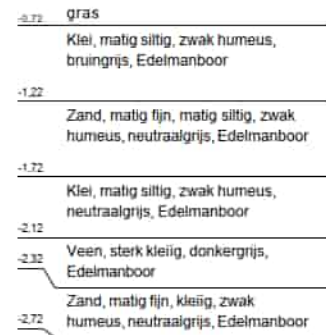 -0.72 gras
Klei, matig siltig, zwak humeus,
bruingrijs, Edelmanboor
-1.22
Zand, matig fijn, matig siltig, zwak
humeus, neutraalgrijs, Edelmanboor
-1.72
Klei, matig siltig, zwak humeus,
neutraalgrijs, Edelmanboor
-2.12
-2.32 Veen, sterk kleiïg, donkergrijs,
Edelmanboor
Zand, matig fijn, kleiïg, zwak
-2.72 humeus, neutraalgrijs, Edelmanboor